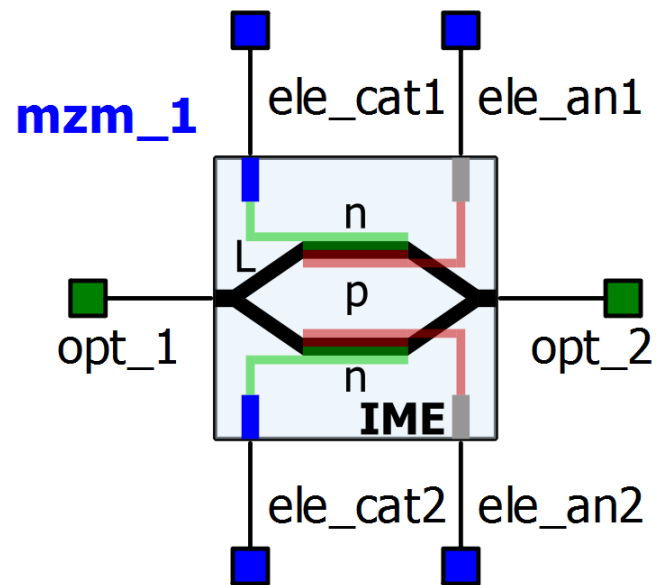 ele_cat1 ele_an1
mzm_1
n
L
p
opt_1 opt_2
n
IME
ele_cat2 ele_an2